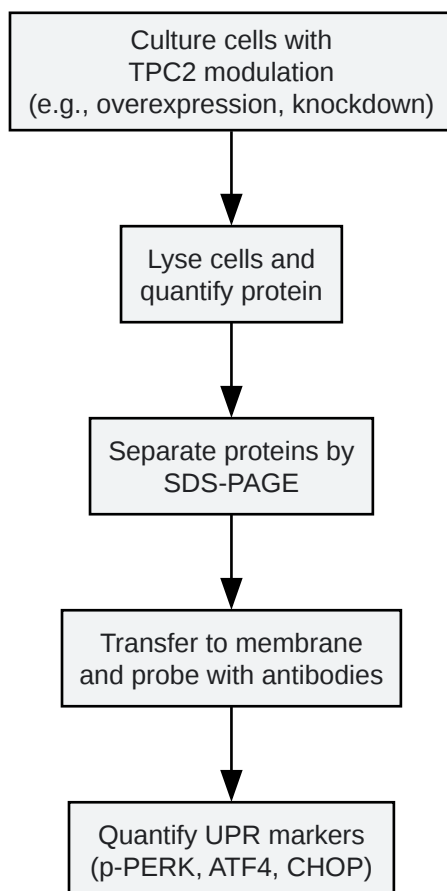 Culture cells with
TPC2 modulation
(e.g., overexpression, knockdown)
Lyse cells and
quantify protein
Separate proteins by
SDS-PAGE
Transfer to membrane
and probe with antibodies
Quantify UPR markers
(p-PERK, ATF4, CHOP)